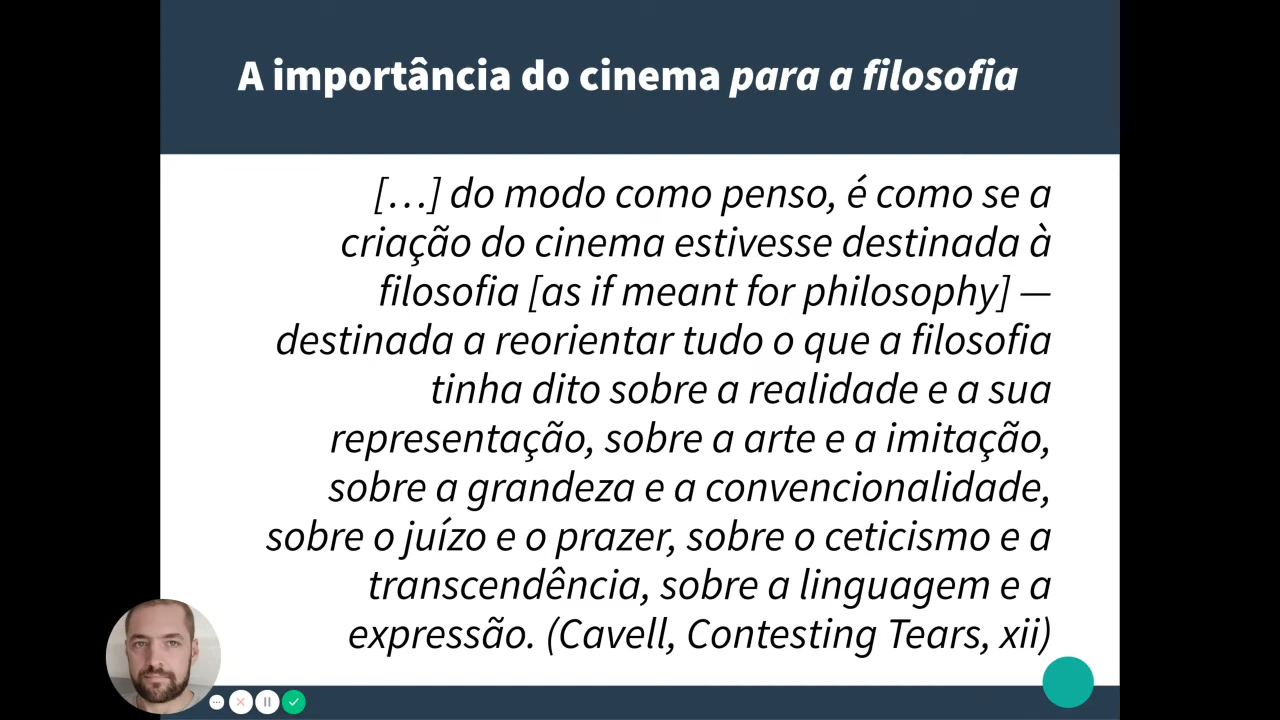 A importância do cinema para a filosofia
[…] do modo como penso, é como se a
criação do cinema estivesse destinada à
filosofia [as if meant for philosophy] —
destinada a reorientar tudo o que a filosofia
tinha dito sobre a realidade e a sua
representação, sobre a arte e a imitação,
sobre a grandeza e a convencionalidade,
sobre o juízo e o prazer, sobre o ceticismo e a
transcendência, sobre a linguagem e a
expressão. (Cavell, Contesting Tears, xii)